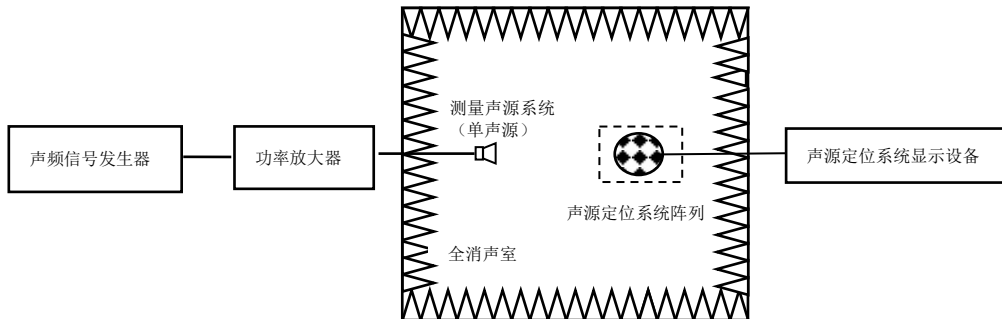 测量声源系统
（单声源）
声频信号发生器
功率放大器
声源定位系统显示设备
声源定位系统阵列
全消声室